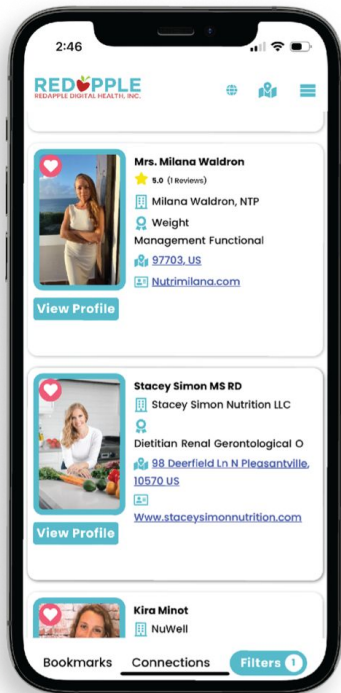 2:46
REDAPPLE
REDAPPLE DIGITAL HEALTH, INC.
Mrs. Milana Waldron
5.0 (1 Reviews)
Milana Waldron, NTP
Weight
Management Functional
97703, US
Nutrimilana.com
View Profile
Stacey Simon MS RD
Stacey Simon Nutrition LLC
Dietitian Renal Gerontological O
98 Deerfield Ln N Pleasantville,
10570 US
Www.staceysimonnutrition.com
View Profile
Kira Minot
NuWell
Bookmarks Connections Filters 1